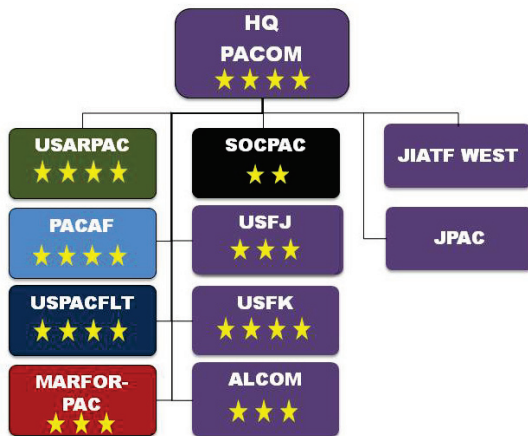 HQ
PACOM
USARPAC
SOCPAC
JIATF WEST
PACAF
USFJ
JPAC
USPACFLT
USFK
MARFOR-
PAC
ALCOM